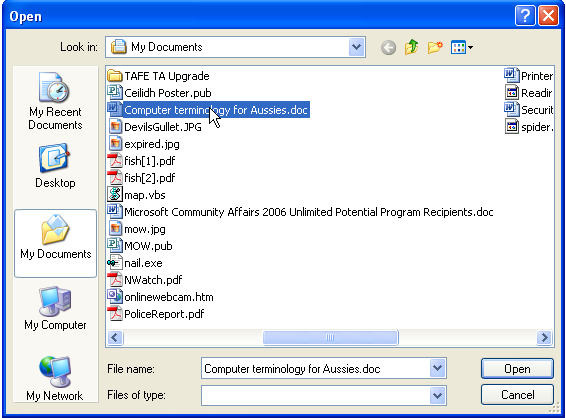 Open
Look in:
My Documents
My Recent
Documents
Desktop
My Documents
My Computer
My Network
TAFE TA Upgrade
Ceilidh Poster.pub
Computer terminology for Aussies.doc
DevilsGullet.JPG
expired.jpg
fish[1].pdf
fish[2].pdf
map.vbs
Microsoft Community Affairs 2006 Unlimited Potential Program Recipients.doc
mow.jpg
MOW.pub
nail.exe
NWatch.pdf
onlinewebcam.htm
PoliceReport.pdf
Printer
Readir
Securit
spider.
File name:
Computer terminology for Aussies.doc
Open
Files of type:
Cancel